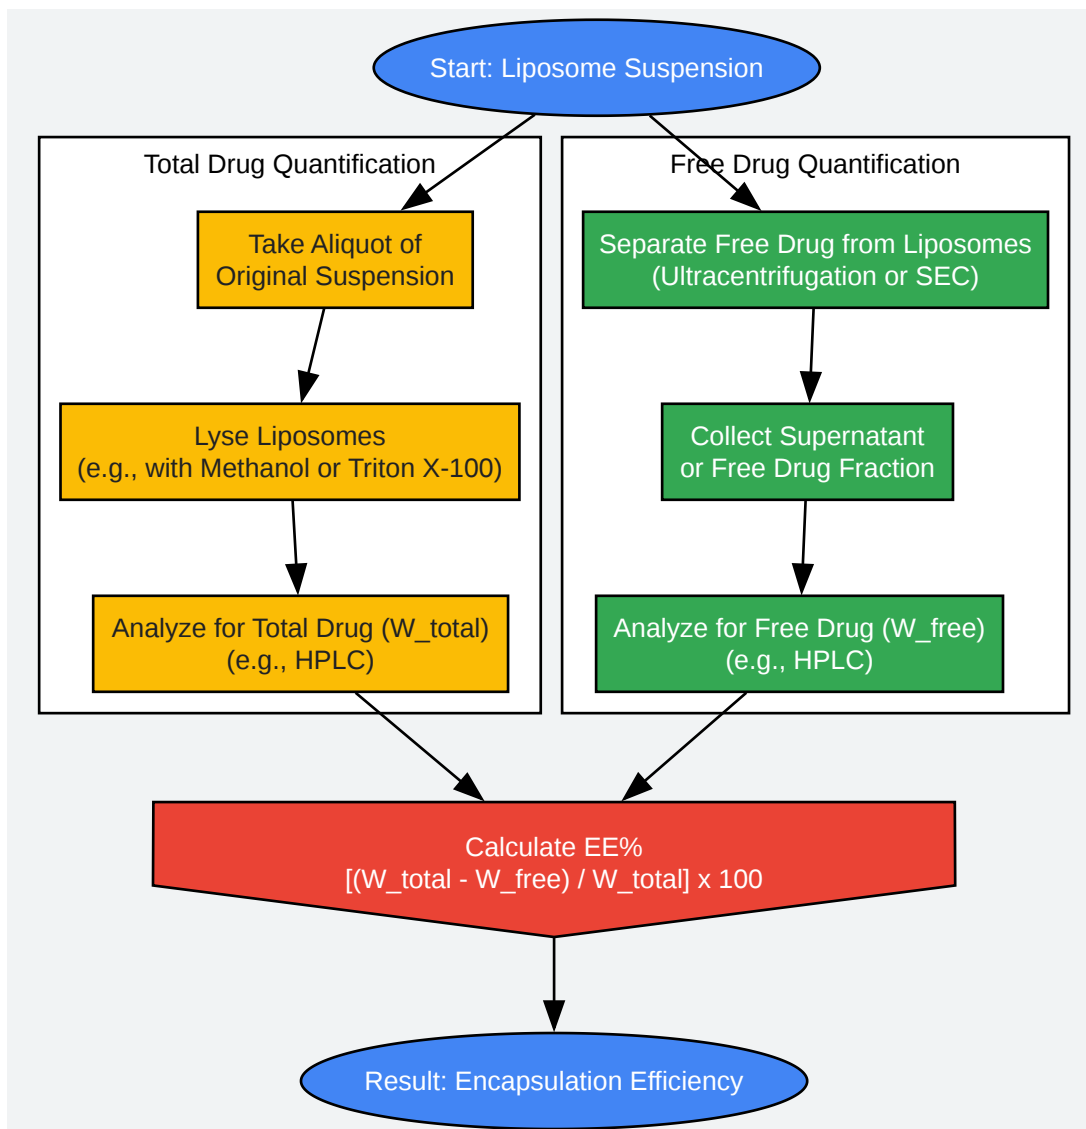 Start: Liposome Suspension
Total Drug Quantification
Take Aliquot of
Original Suspension
Lyse Liposomes
(e.g., with Methanol or Triton X-100)
Analyze for Total Drug (W_total)
(e.g., HPLC)
Free Drug Quantification
Separate Free Drug from Liposomes
(Ultracentrifugation or SEC)
Collect Supernatant
or Free Drug Fraction
Analyze for Free Drug (W_free)
(e.g., HPLC)
Calculate EE%
[(W_total - W_free) / W_total] x 100
Result: Encapsulation Efficiency